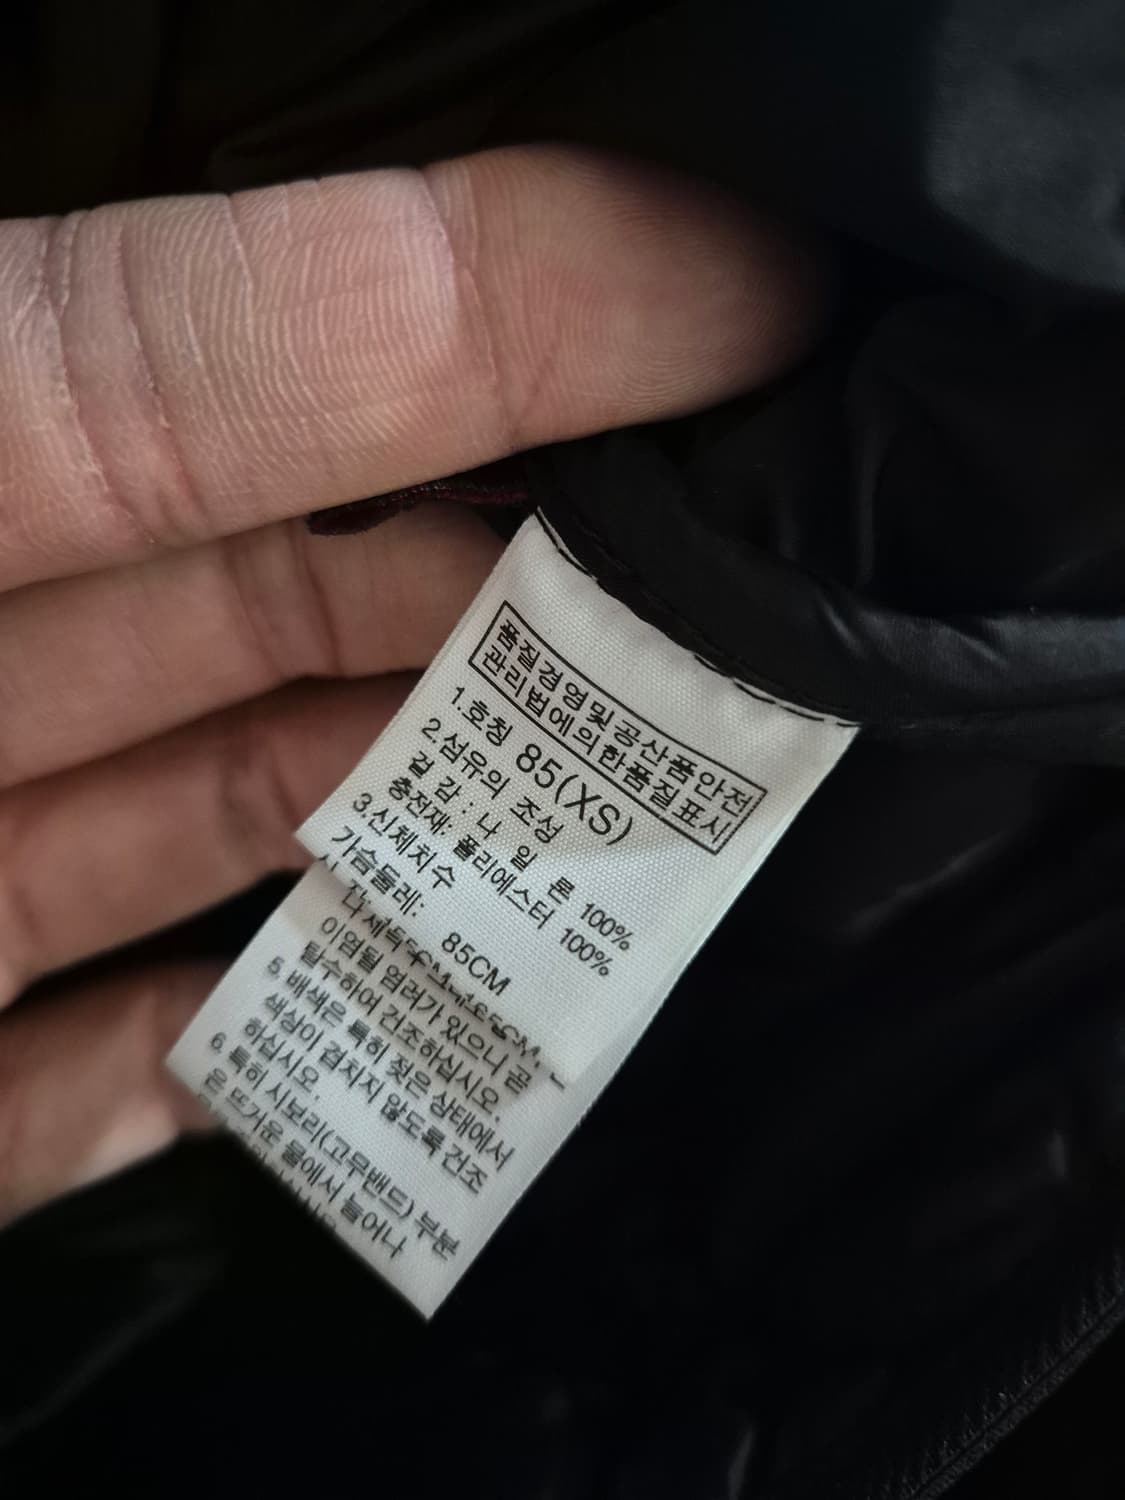 품질경영및공산품안전
관리법에의한품질표시
1.호칭 85(XS)
2.섬유의 조성
겉 감 : 나 일 론 100%
충전재: 폴리에스터 100%
3.신체치수
가슴둘레: 85CM
이염될 염려가 있으니 곧
탈수하여 건조하십시오.
5. 배색은 특히 젖은 상태에서
색상이 겹치지 않도록 건조
하십시오.
6. 특히 시보리(고무밴드) 부분
은 뜨거운 물에서 늘어나